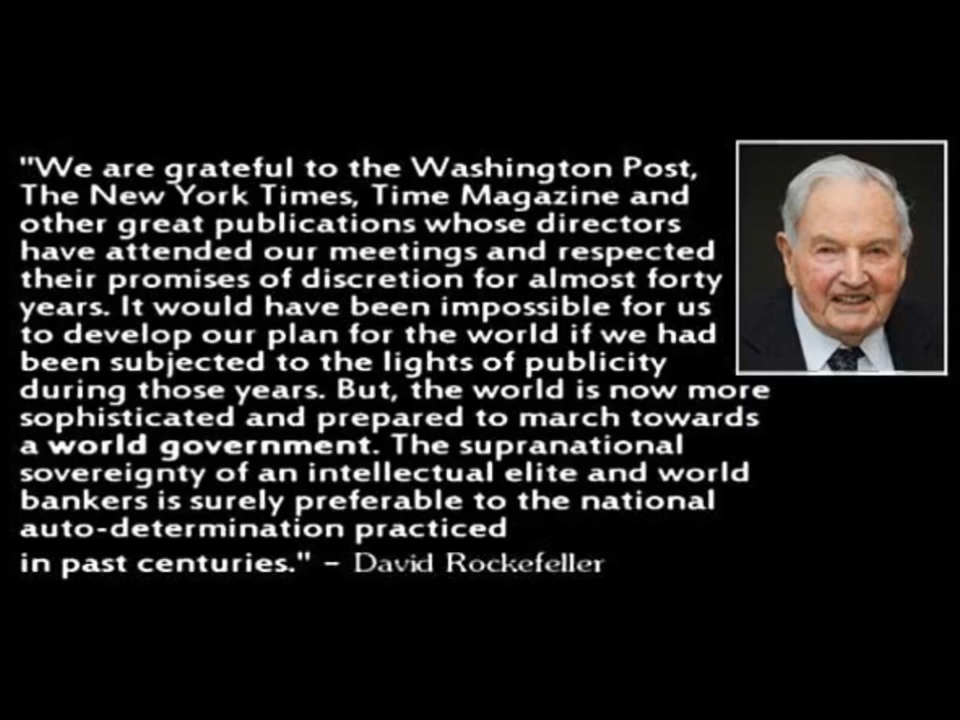 "We are grateful to the Washington Post,
The New York Times, Time Magazine and
other great publications whose directors
have attended our meetings and respected
their promises of discretion for almost forty
years. It would have been impossible for us
to develop our plan for the world if we had
been subjected to the lights of publicity
during those years. But, the world is now more
sophisticated and prepared to march towards
a world government. The supranational
sovereignty of an intellectual elite and world
bankers is surely preferable to the national
auto-determination practiced
in past centuries." – David Rockefeller